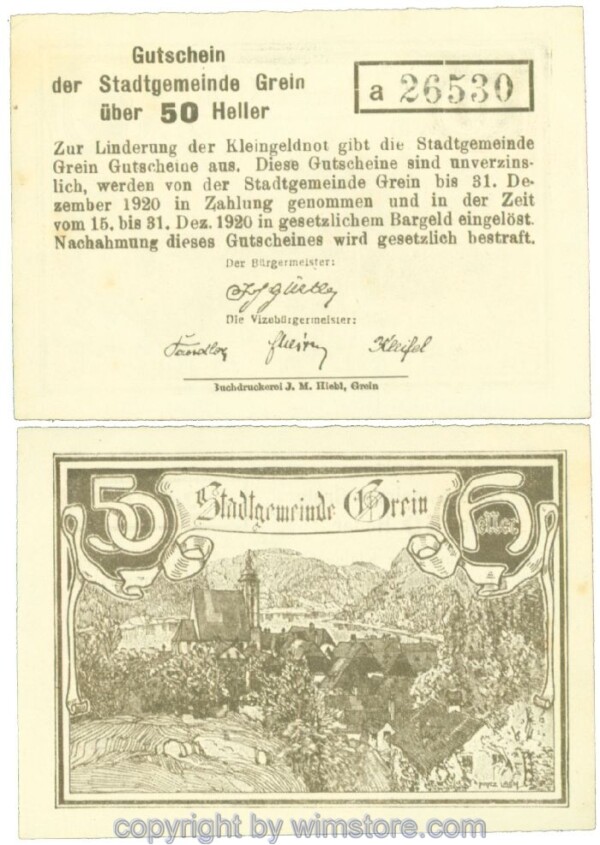 Gutschein
der Stadtgemeinde Grein
über 50 Heller
a 26530
Zur Linderung der Kleingeldnot gibt die Stadtgemeinde
Grein Gutscheine aus. Diese Gutscheine sind unverzins-
lich, werden von der Stadtgemeinde Grein bis 31. De-
zember 1920 in Zahlung genommen und in der Zeit
vom 15. bis 31. Dez. 1920 in gesetzlichem Bargeld eingelöst.
Nachahmung dieses Gutscheines wird gesetzlich bestraft.
Der Bürgermeister:
Die Vizebürgermeister:
Buchdruckerei J. M. Hiebl, Grein
50 Stadtgemeinde Grein Heller
copyright by wimstore.com